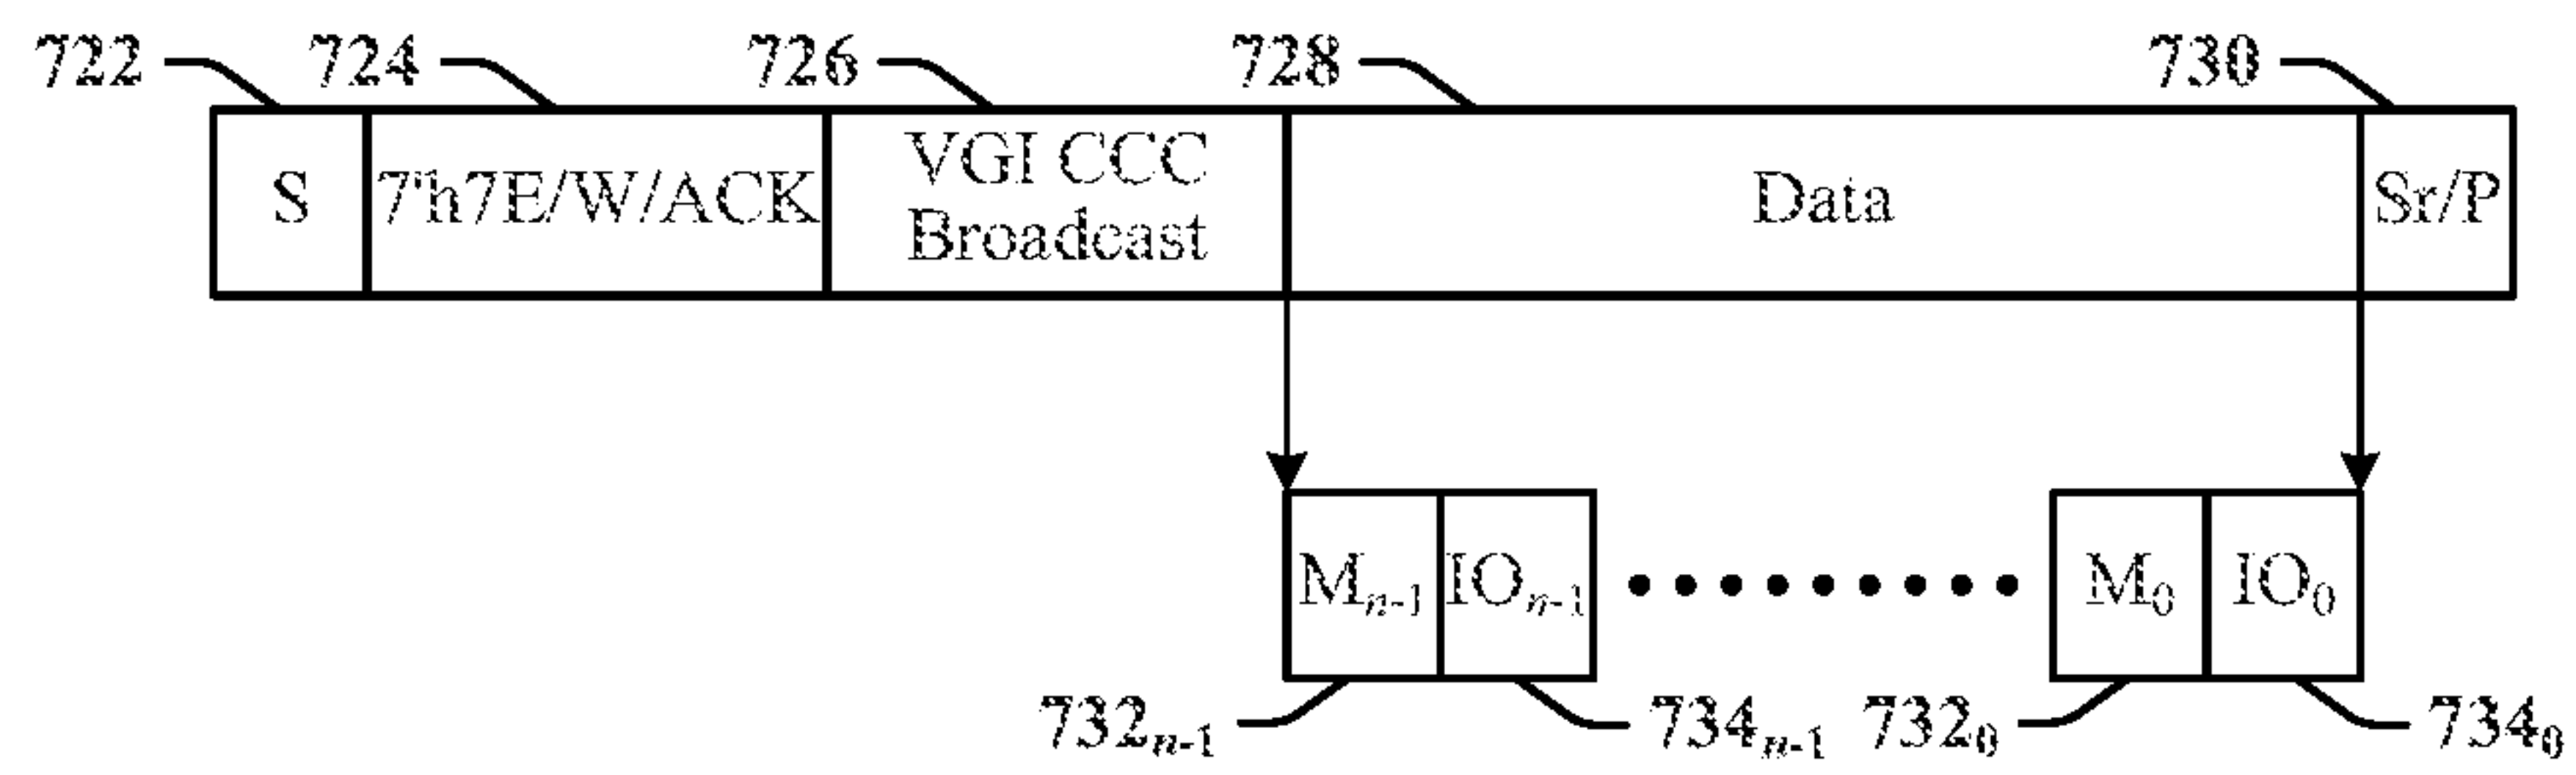 722 724 726 728 730
S 7'h7E/W/ACK VGI CCC Data Sr/P
Broadcast
Mn-1 IOn-1 M0 IO0
732n-1 734n-1 7320 7340